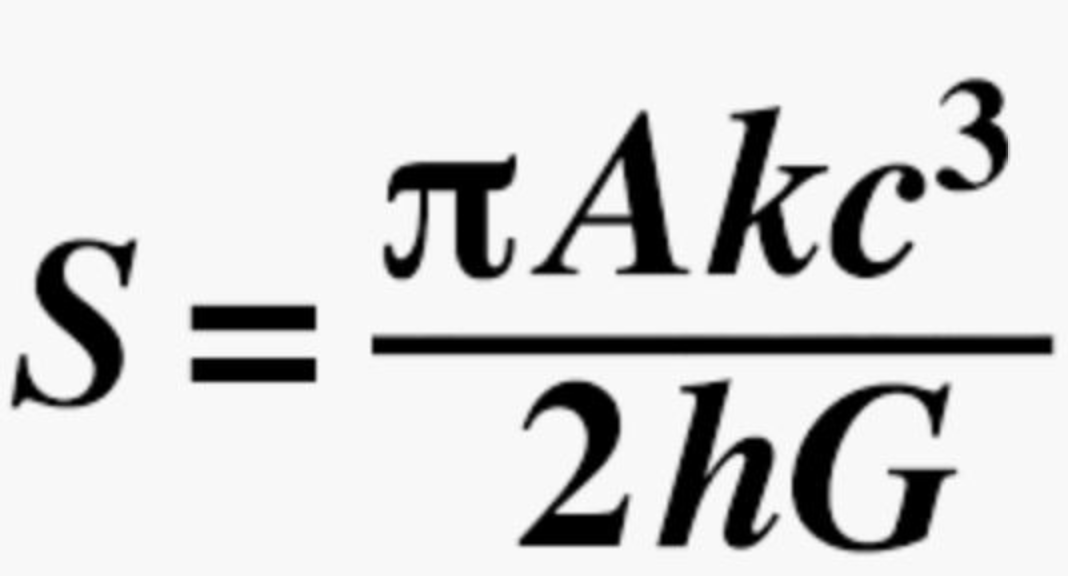 S = πAkc³ / 2hG